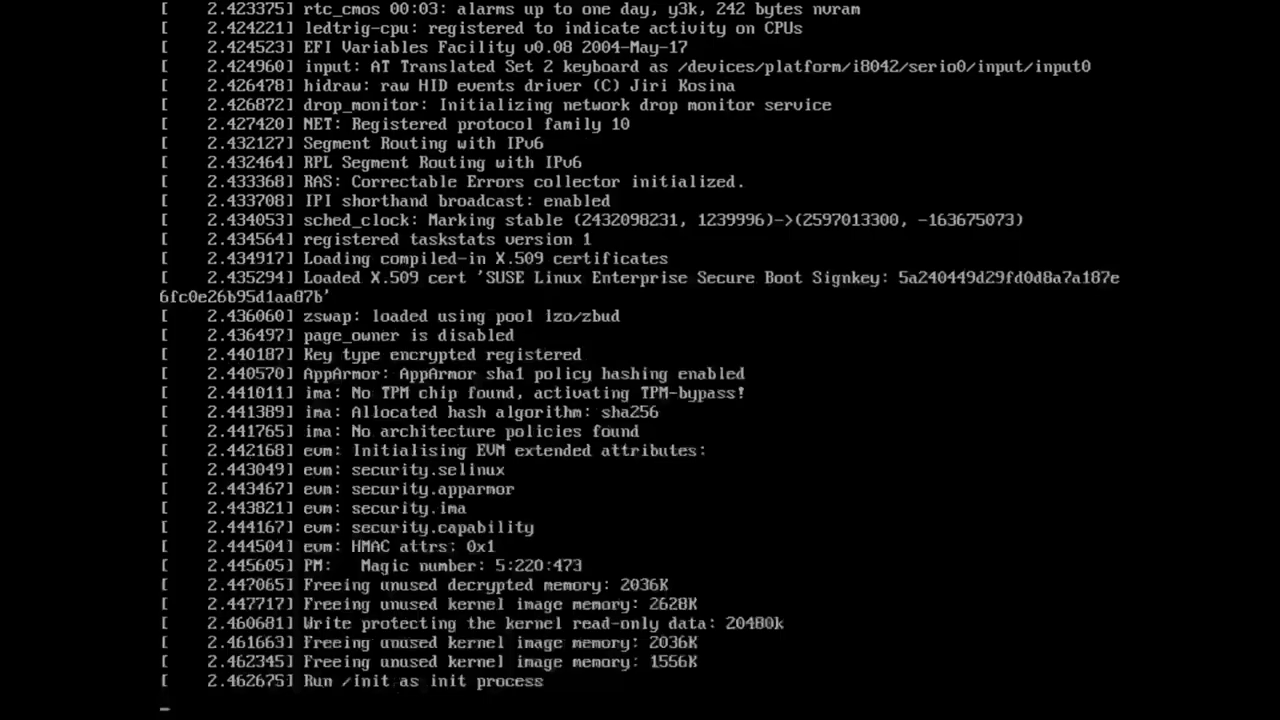 [    2.423375] rtc_cmos 00:03: alarms up to one day, y3k, 242 bytes nvram
[    2.424221] ledtrig-cpu: registered to indicate activity on CPUs
[    2.424523] EFI Variables Facility v0.08 2004-May-17
[    2.424960] input: AT Translated Set 2 keyboard as /devices/platform/i8042/serio0/input/input0
[    2.426478] hidraw: raw HID events driver (C) Jiri Kosina
[    2.426872] drop_monitor: Initializing network drop monitor service
[    2.427420] NET: Registered protocol family 10
[    2.432127] Segment Routing with IPv6
[    2.432464] RPL Segment Routing with IPv6
[    2.433368] RAS: Correctable Errors collector initialized.
[    2.433708] IPI shorthand broadcast: enabled
[    2.434053] sched_clock: Marking stable (2432098231, 1239996)->(2597013300, -163675073)
[    2.434564] registered taskstats version 1
[    2.434917] Loading compiled-in X.509 certificates
[    2.435294] Loaded X.509 cert 'SUSE Linux Enterprise Secure Boot Signkey: 5a240449d29fd0d8a7a187e
6fc0e26b95d1aa87b'
[    2.436060] zswap: loaded using pool lzo/zbud
[    2.436497] page_owner is disabled
[    2.440187] Key type encrypted registered
[    2.440570] AppArmor: AppArmor sha1 policy hashing enabled
[    2.441011] ima: No TPM chip found, activating TPM-bypass!
[    2.441389] ima: Allocated hash algorithm: sha256
[    2.441765] ima: No architecture policies found
[    2.442168] evm: Initialising EVM extended attributes:
[    2.443049] evm: security.selinux
[    2.443467] evm: security.apparmor
[    2.443821] evm: security.ima
[    2.444167] evm: security.capability
[    2.444504] evm: HMAC attrs: 0x1
[    2.445605] PM:   Magic number: 5:220:473
[    2.447065] Freeing unused decrypted memory: 2036K
[    2.447717] Freeing unused kernel image memory: 2628K
[    2.460681] Write protecting the kernel read-only data: 20480k
[    2.461663] Freeing unused kernel image memory: 2036K
[    2.462345] Freeing unused kernel image memory: 1556K
[    2.462675] Run /init as init process